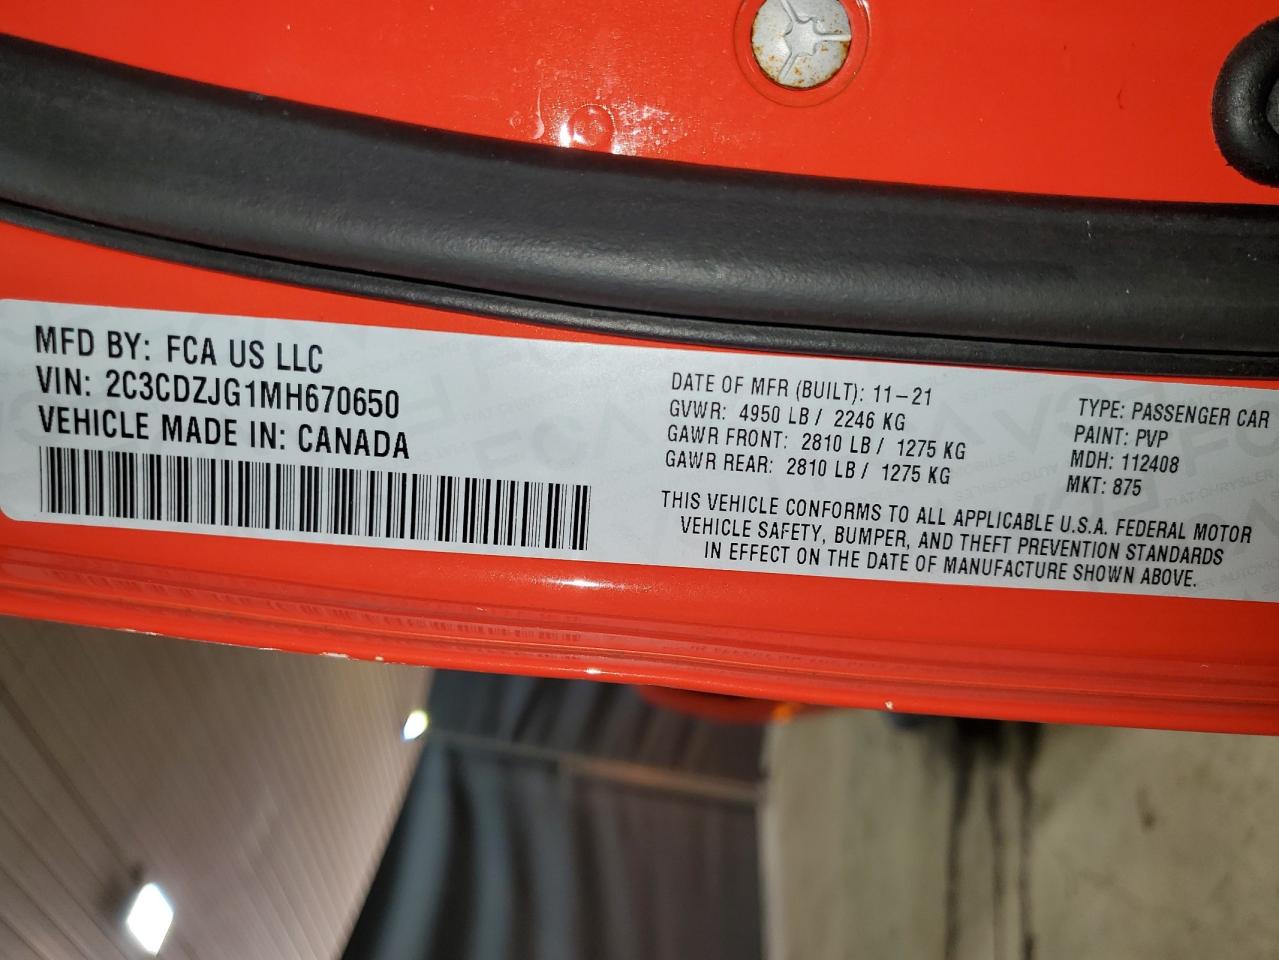 MFD BY: FCA US LLC
VIN: 2C3CDZJG1MH670650
VEHICLE MADE IN: CANADA
DATE OF MFR (BUILT): 11-21
GVWR: 4950 LB / 2246 KG
GAWR FRONT: 2810 LB / 1275 KG
GAWR REAR: 2810 LB / 1275 KG
TYPE: PASSENGER CAR
PAINT: PVP
MDH: 112408
MKT: 875
THIS VEHICLE CONFORMS TO ALL APPLICABLE U.S.A. FEDERAL MOTOR
VEHICLE SAFETY, BUMPER, AND THEFT PREVENTION STANDARDS
IN EFFECT ON THE DATE OF MANUFACTURE SHOWN ABOVE.